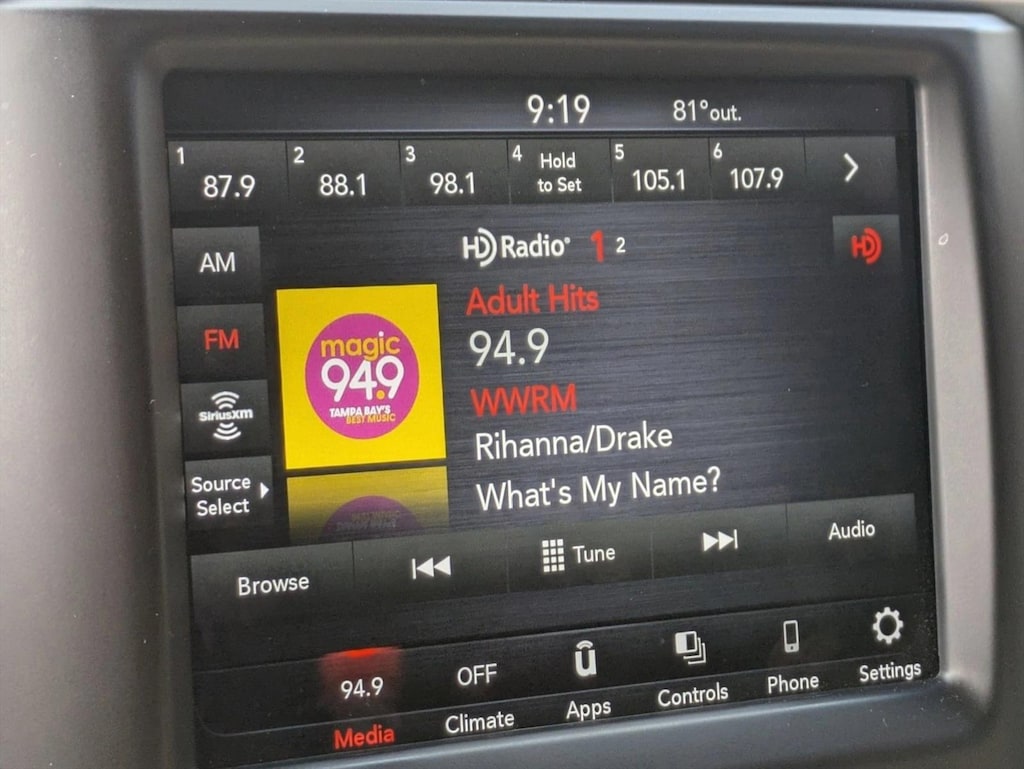 9:19 81°out.
1 2 3 4 Hold 5 6
87.9 88.1 98.1 to Set 105.1 107.9
HD Radio® 1 2 HD
AM
Adult Hits
94.9
FM
magic
94.9
TAMPA BAY'S
BEST MUSIC
WWRM
SiriusXm
Rihanna/Drake
What's My Name?
Source
Select
Browse Tune Audio
94.9 OFF ū
Media Climate Apps Controls Phone Settings